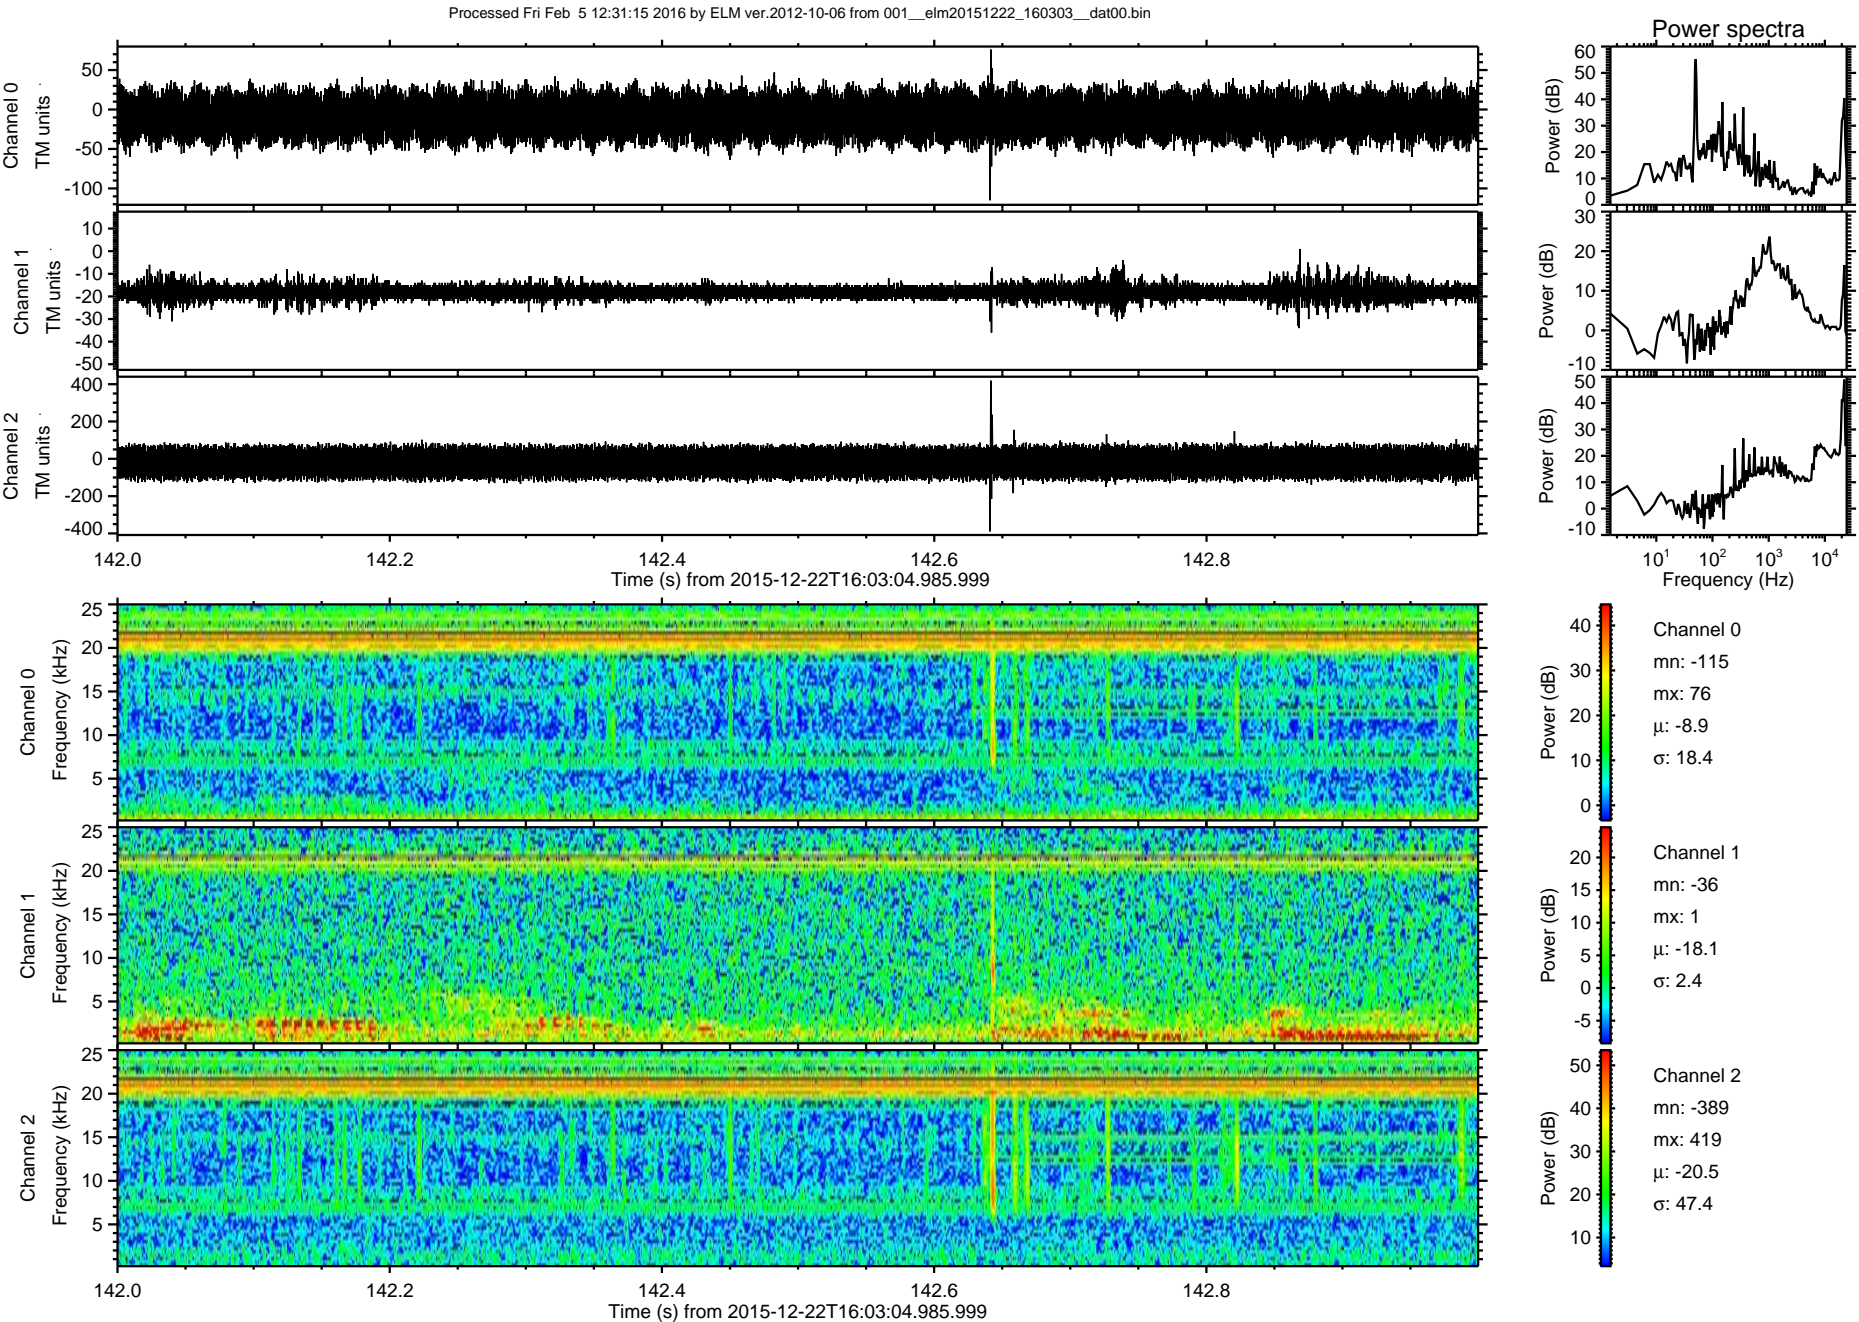 Processed Fri Feb  5 12:31:15 2016 by ELM ver.2012-10-06 from 001__elm20151222_160303__dat00.bin
Power spectra
Channel 0
TM units
50
0
-50
-100
Power (dB)
60
50
40
30
20
10
0
Channel 1
TM units
10
0
-10
-20
-30
-40
-50
Power (dB)
30
20
10
0
-10
Channel 2
TM units
400
200
0
-200
-400
Power (dB)
50
40
30
20
10
0
-10
142.0 142.2 142.4 142.6 142.8
Time (s) from 2015-12-22T16:03:04.985.999
10^1 10^2 10^3 10^4
Frequency (Hz)
Channel 0
Frequency (kHz)
25
20
15
10
5
Power (dB)
40
30
20
10
0
Channel 0
mn: -115
mx: 76
μ: -8.9
σ: 18.4
Channel 1
Frequency (kHz)
25
20
15
10
5
Power (dB)
20
15
10
5
0
-5
Channel 1
mn: -36
mx: 1
μ: -18.1
σ: 2.4
Channel 2
Frequency (kHz)
25
20
15
10
5
Power (dB)
50
40
30
20
10
Channel 2
mn: -389
mx: 419
μ: -20.5
σ: 47.4
142.0 142.2 142.4 142.6 142.8
Time (s) from 2015-12-22T16:03:04.985.999